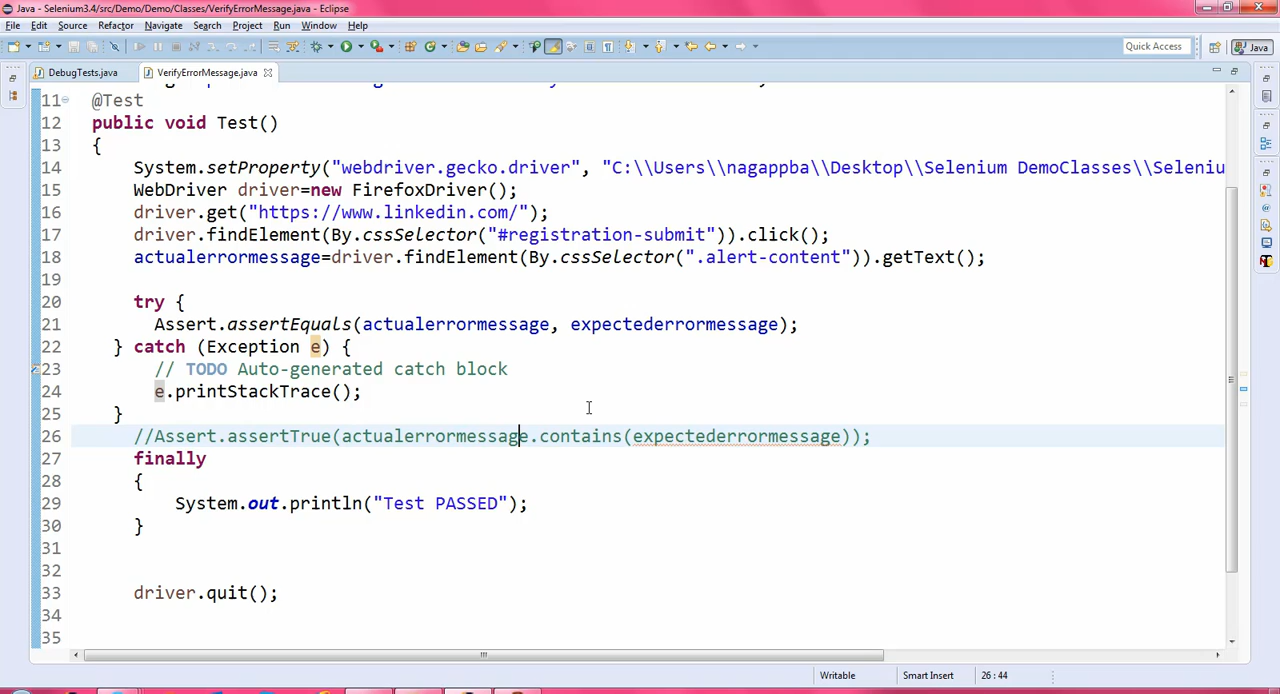 Java - Selenium3.4/src/Demo/Demo/Classes/VerifyErrorMessage.java - Eclipse
File Edit Source Refactor Navigate Search Project Run Window Help
Quick Access Java
DebugTests.java VerifyErrorMessage.java
11 @Test
12 public void Test()
13 {
14 System.setProperty("webdriver.gecko.driver", "C:\\Users\\nagappba\\Desktop\\Selenium DemoClasses\\Seleniu
15 WebDriver driver=new FirefoxDriver();
16 driver.get("https://www.linkedin.com/");
17 driver.findElement(By.cssSelector("#registration-submit")).click();
18 actualerrormessage=driver.findElement(By.cssSelector(".alert-content")).getText();
19
20 try {
21 Assert.assertEquals(actualerrormessage, expectederrormessage);
22 } catch (Exception e) {
23 // TODO Auto-generated catch block
24 e.printStackTrace();
25 }
26 //Assert.assertTrue(actualerrormessage.contains(expectederrormessage));
27 finally
28 {
29 System.out.println("Test PASSED");
30 }
31
32
33 driver.quit();
34
35
Writable Smart Insert 26 : 44